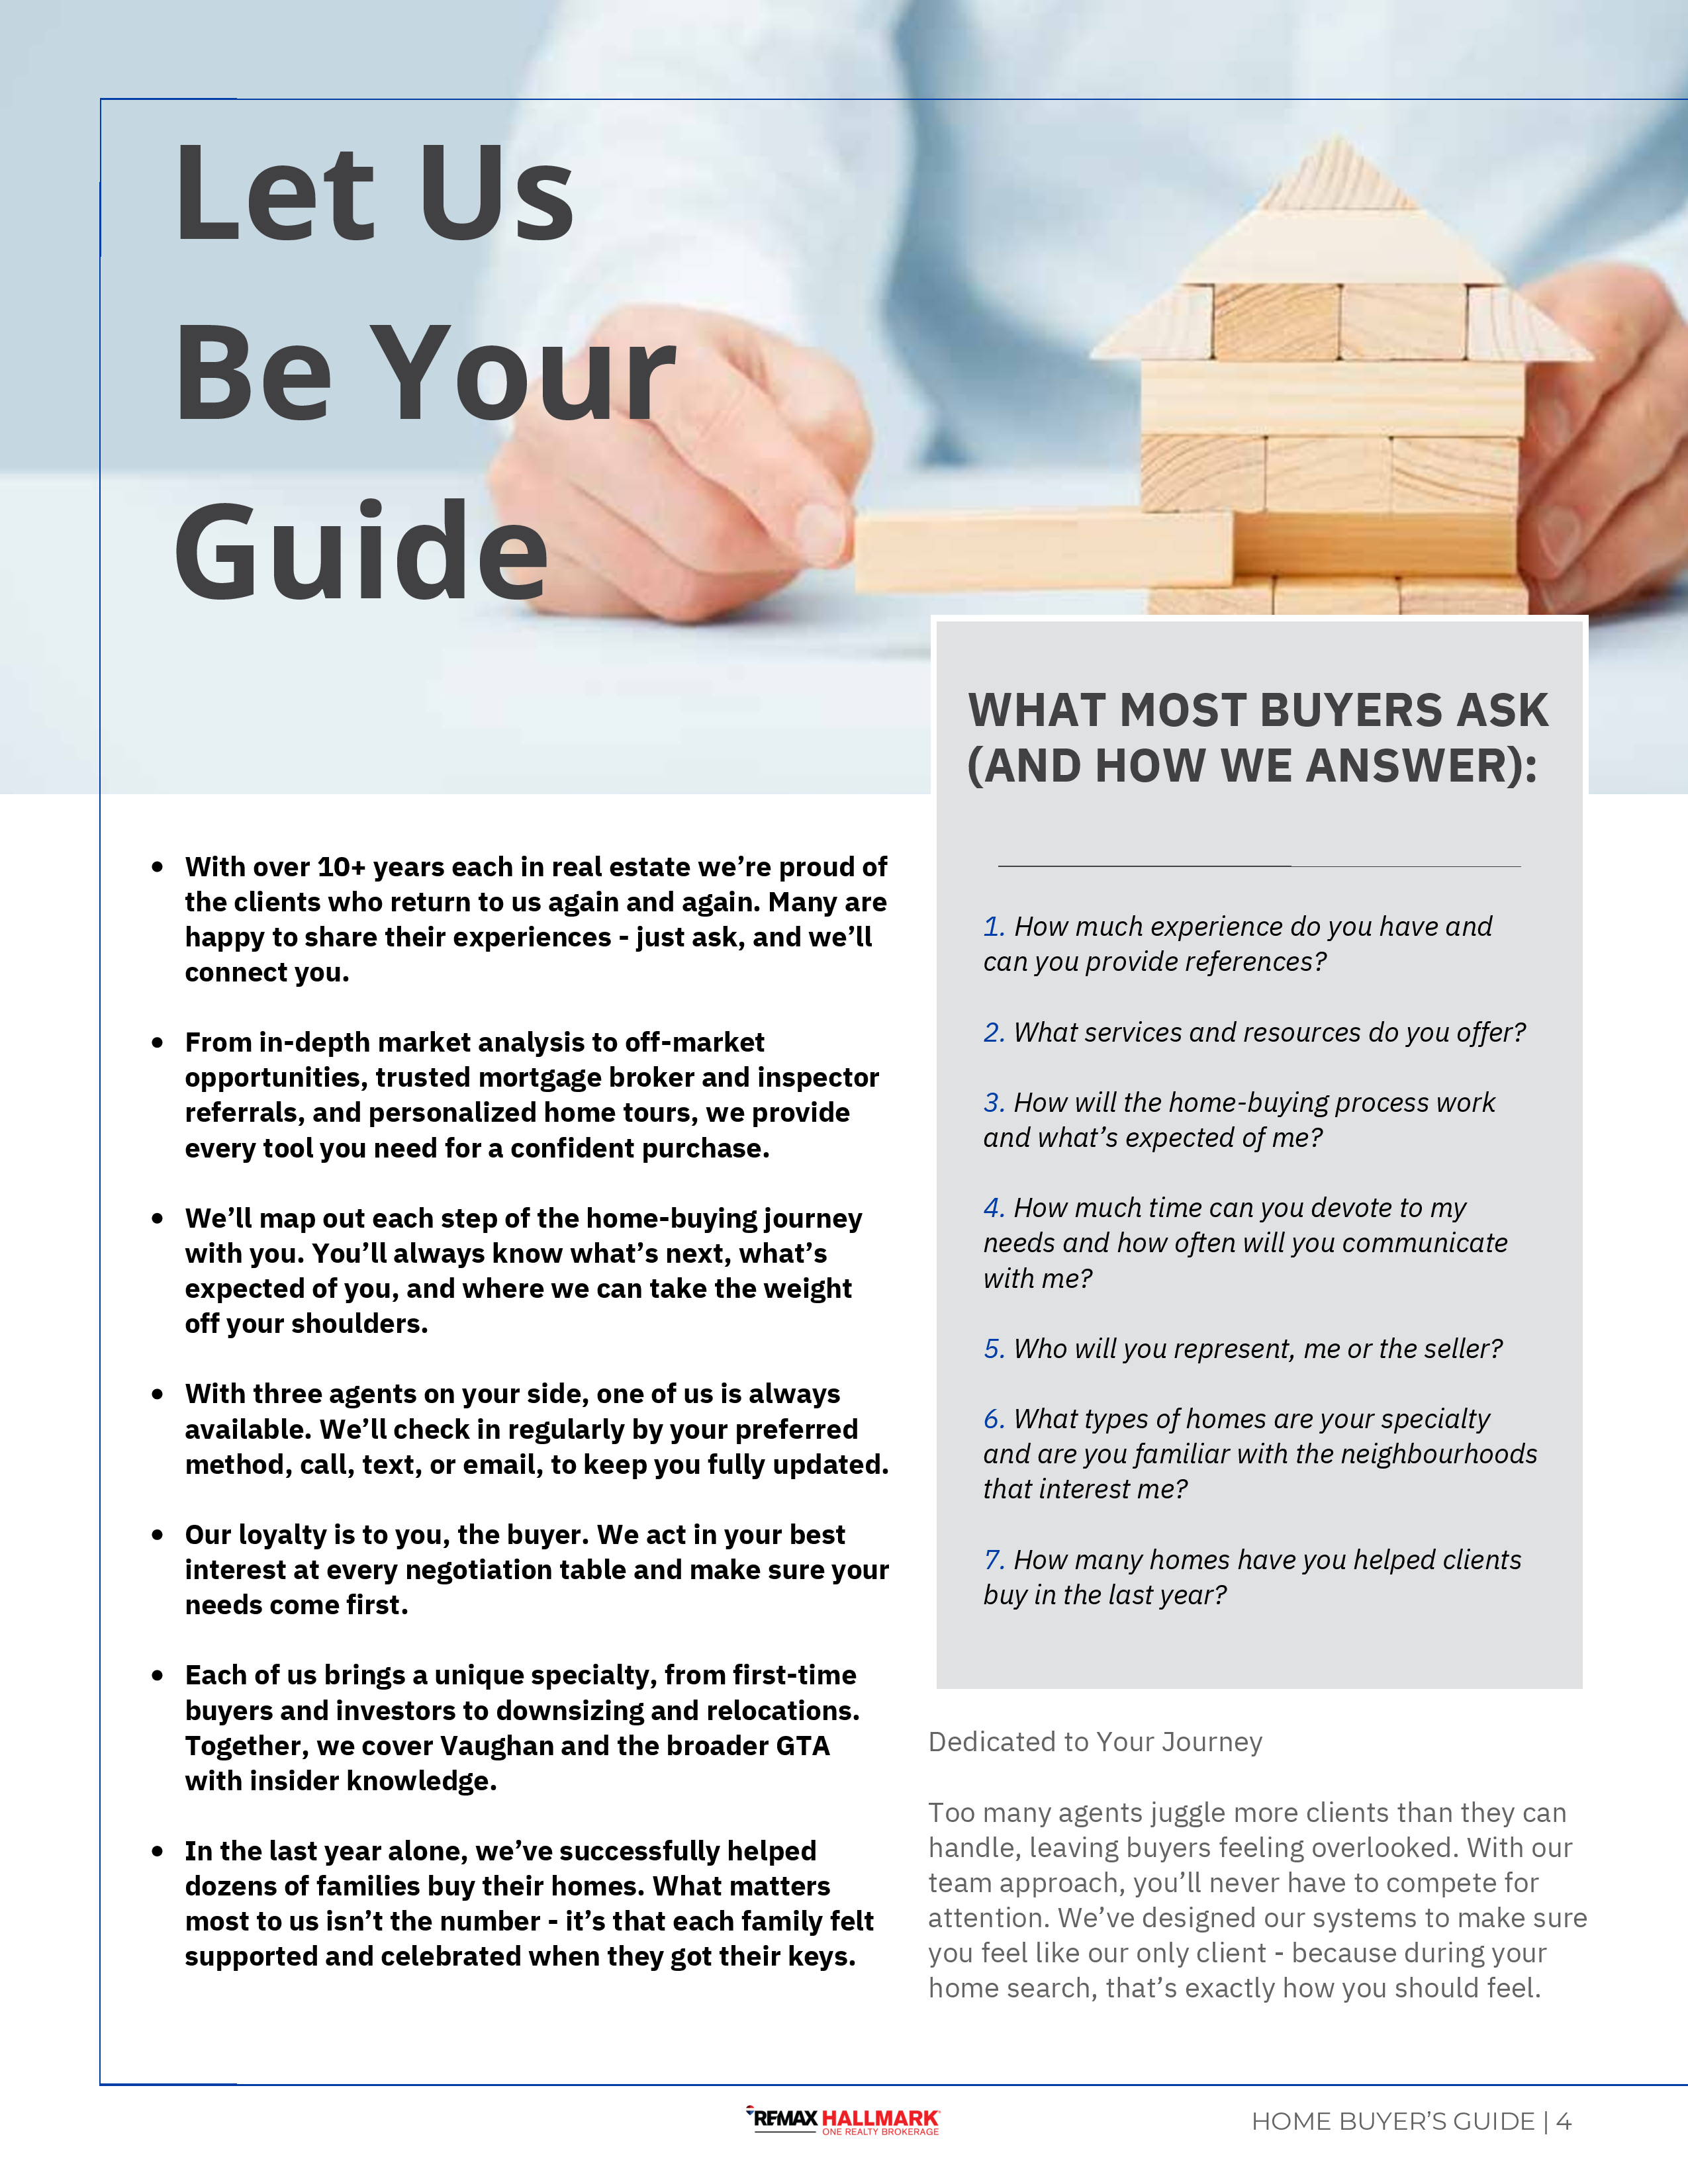 Let Us
Be Your
Guide
WHAT MOST BUYERS ASK
(AND HOW WE ANSWER):
• With over 10+ years each in real estate we’re proud of
the clients who return to us again and again. Many are
happy to share their experiences - just ask, and we’ll
connect you.
• From in-depth market analysis to off-market
opportunities, trusted mortgage broker and inspector
referrals, and personalized home tours, we provide
every tool you need for a confident purchase.
• We’ll map out each step of the home-buying journey
with you. You’ll always know what’s next, what’s
expected of you, and where we can take the weight
off your shoulders.
• With three agents on your side, one of us is always
available. We’ll check in regularly by your preferred
method, call, text, or email, to keep you fully updated.
• Our loyalty is to you, the buyer. We act in your best
interest at every negotiation table and make sure your
needs come first.
• Each of us brings a unique specialty, from first-time
buyers and investors to downsizing and relocations.
Together, we cover Vaughan and the broader GTA
with insider knowledge.
• In the last year alone, we’ve successfully helped
dozens of families buy their homes. What matters
most to us isn’t the number - it’s that each family felt
supported and celebrated when they got their keys.
1. How much experience do you have and
can you provide references?
2. What services and resources do you offer?
3. How will the home-buying process work
and what’s expected of me?
4. How much time can you devote to my
needs and how often will you communicate
with me?
5. Who will you represent, me or the seller?
6. What types of homes are your specialty
and are you familiar with the neighbourhoods
that interest me?
7. How many homes have you helped clients
buy in the last year?
Dedicated to Your Journey
Too many agents juggle more clients than they can
handle, leaving buyers feeling overlooked. With our
team approach, you’ll never have to compete for
attention. We’ve designed our systems to make sure
you feel like our only client - because during your
home search, that’s exactly how you should feel.
REMAX HALLMARK
ONE REALTY BROKERAGE
HOME BUYER’S GUIDE | 4